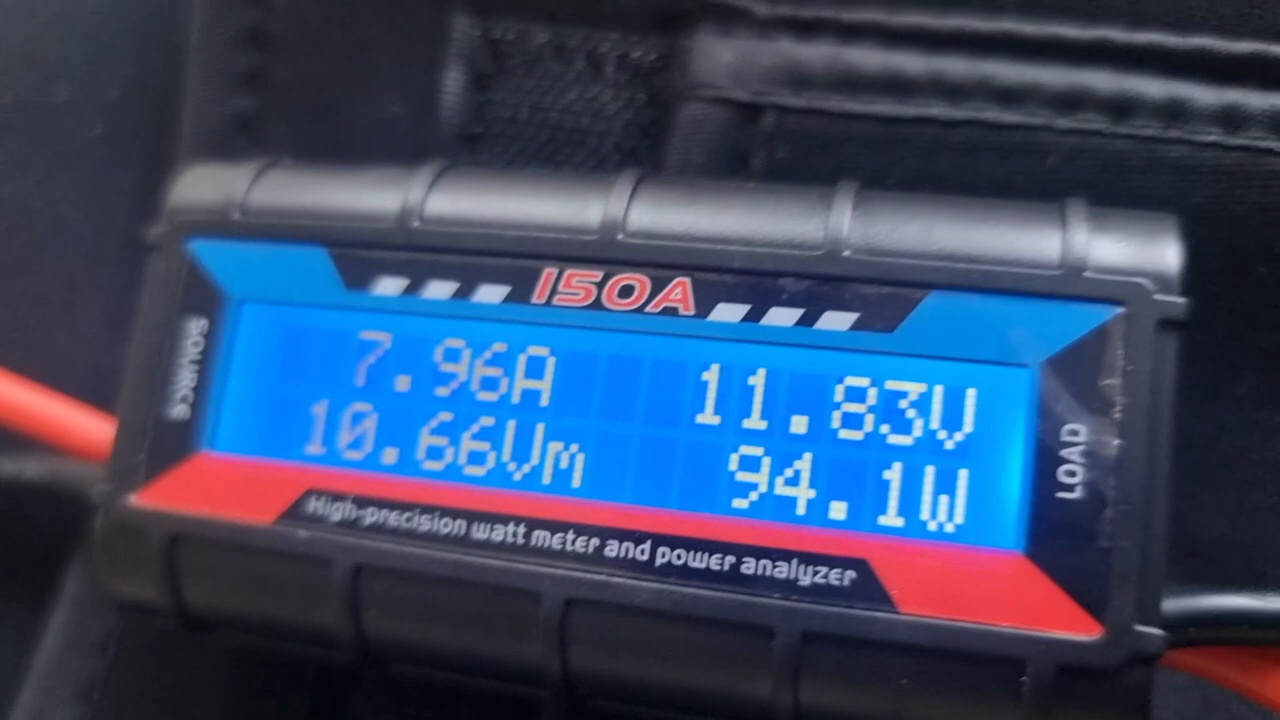 150A
SOURCE
7.96A 11.83V
10.66Vm 94.1W
LOAD
High-precision watt meter and power analyzer